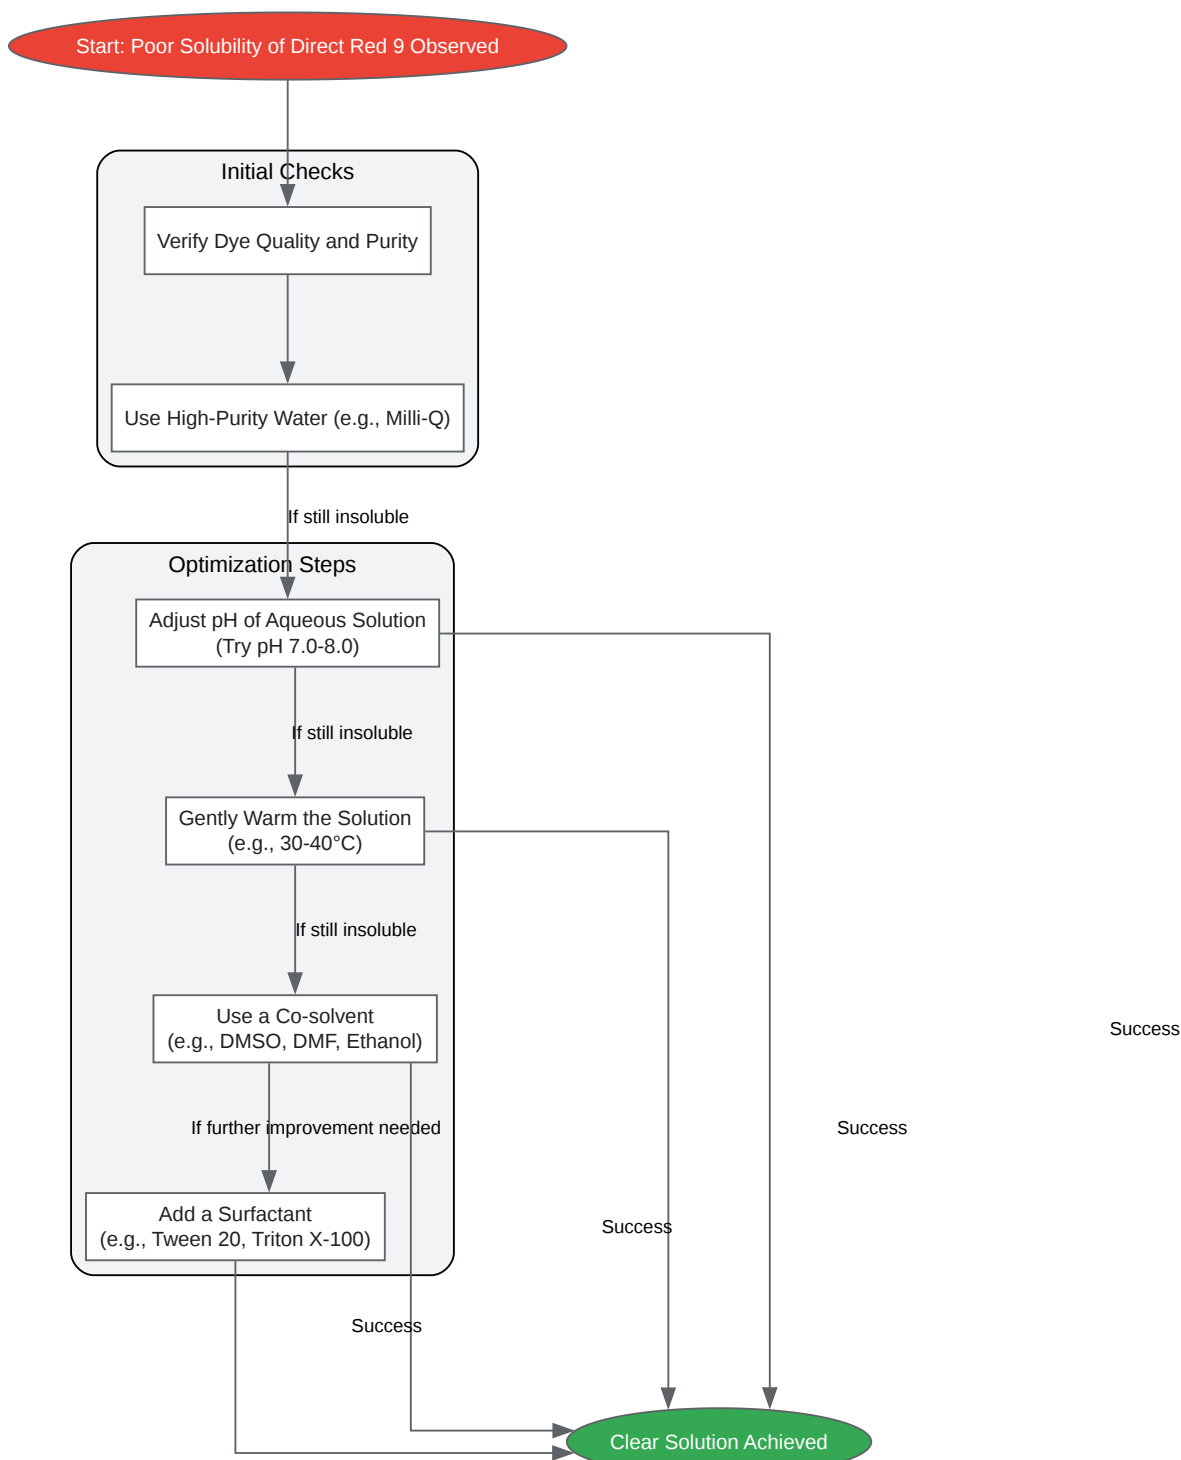 Start: Poor Solubility of Direct Red 9 Observed
Initial Checks
Verify Dye Quality and Purity
Use High-Purity Water (e.g., Milli-Q)
If still insoluble
Optimization Steps
Adjust pH of Aqueous Solution
(Try pH 7.0-8.0)
If still insoluble
Gently Warm the Solution
(e.g., 30-40°C)
If still insoluble
Use a Co-solvent
(e.g., DMSO, DMF, Ethanol)
Success
If further improvement needed
Success
Add a Surfactant
(e.g., Tween 20, Triton X-100)
Success
Success
Clear Solution Achieved